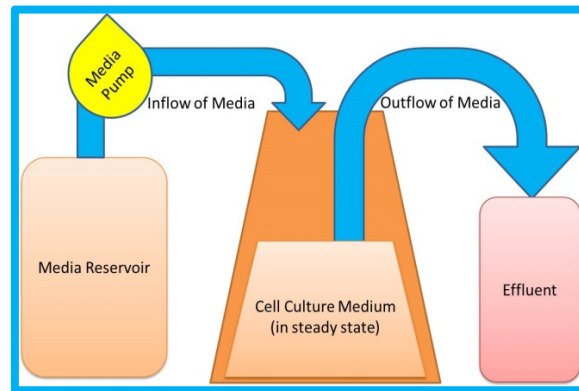 Media
Pump
Inflow of Media
Outflow of Media
Media Reservoir
Cell Culture Medium
(in steady state)
Effluent